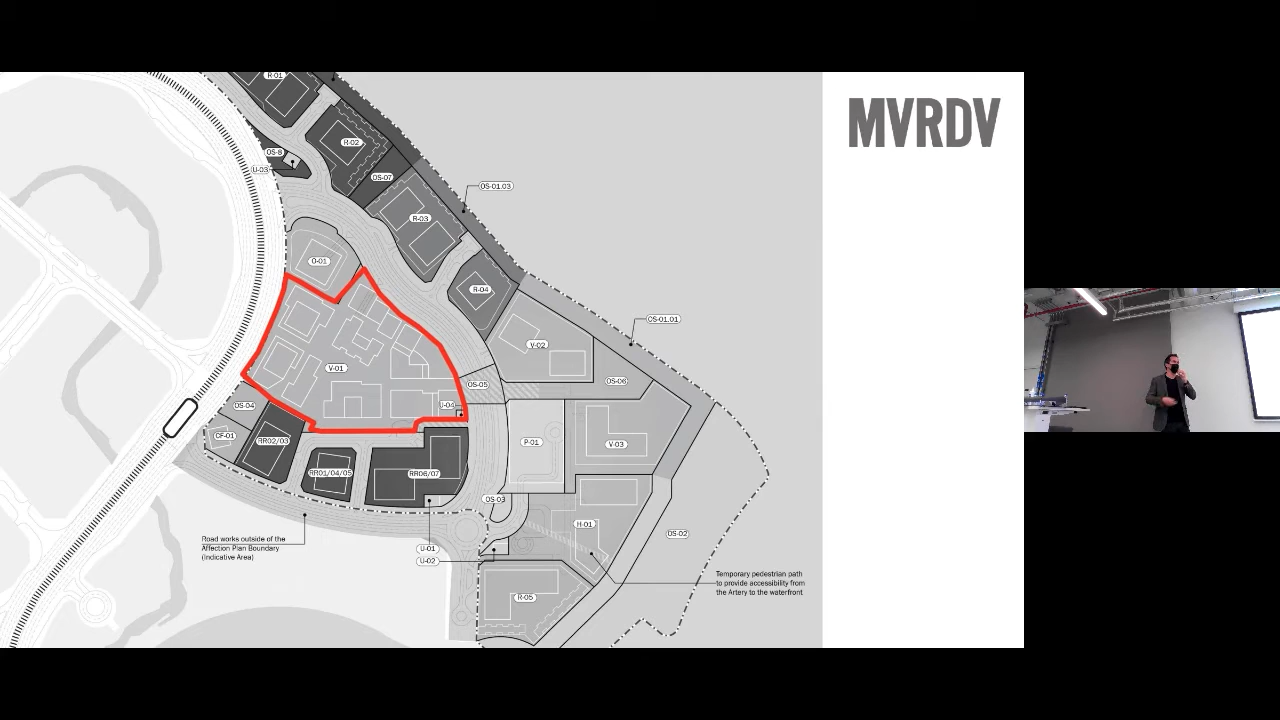 MVRDV
R-01
R-02
OS-8
U-03
OS-07
OS-01.03
R-03
O-01
R-04
OS-01.01
V-02
V-01
OS-05
OS-06
OS-04
U-04
CF-01
RR02/03
P-01
V-03
RR01/04/05
RR06/07
OS-03
H-01
OS-02
Road works outside of the
Affection Plan Boundary
(Indicative Area)
U-01
U-02
Temporary pedestrian path
to provide accessibility from
the Artery to the waterfront
R-05